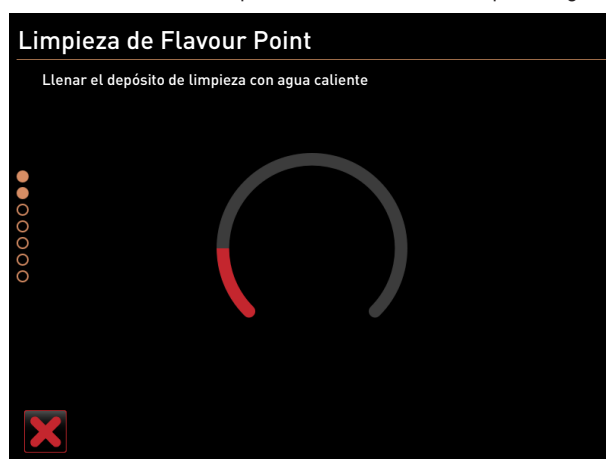 Limpieza de Flavour Point
Llenar el depósito de limpieza con agua caliente